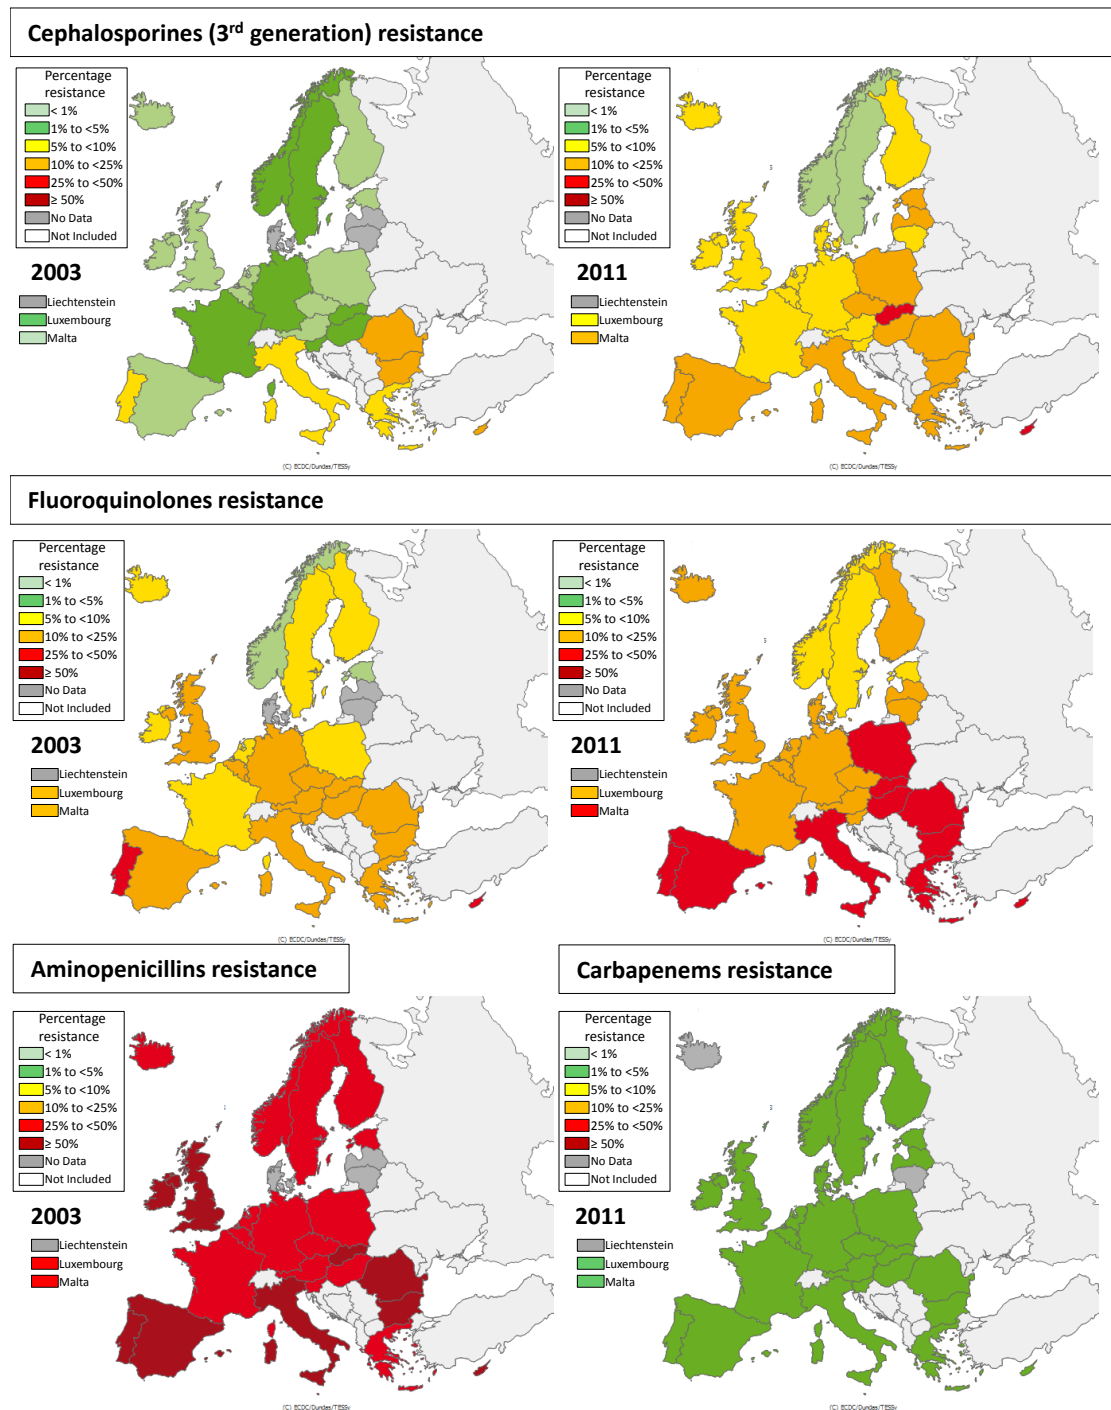 Cephalosporines (3rd generation) resistance
Percentage
resistance
< 1%
1% to <5%
5% to <10%
10% to <25%
25% to <50%
≥ 50%
No Data
Not Included
2003
Liechtenstein
Luxembourg
Malta
(C) ECDC/Dundas/TESSy
Percentage
resistance
< 1%
1% to <5%
5% to <10%
10% to <25%
25% to <50%
≥ 50%
No Data
Not Included
2011
Liechtenstein
Luxembourg
Malta
(C) ECDC/Dundas/TESSy
Fluoroquinolones resistance
Percentage
resistance
< 1%
1% to <5%
5% to <10%
10% to <25%
25% to <50%
≥ 50%
No Data
Not Included
2003
Liechtenstein
Luxembourg
Malta
(C) ECDC/Dundas/TESSy
Percentage
resistance
< 1%
1% to <5%
5% to <10%
10% to <25%
25% to <50%
≥ 50%
No Data
Not Included
2011
Liechtenstein
Luxembourg
Malta
(C) ECDC/Dundas/TESSy
Aminopenicillins resistance
Percentage
resistance
< 1%
1% to <5%
5% to <10%
10% to <25%
25% to <50%
≥ 50%
No Data
Not Included
2003
Liechtenstein
Luxembourg
Malta
(C) ECDC/Dundas/TESSy
Carbapenems resistance
Percentage
resistance
< 1%
1% to <5%
5% to <10%
10% to <25%
25% to <50%
≥ 50%
No Data
Not Included
2011
Liechtenstein
Luxembourg
Malta
(C) ECDC/Dundas/TESSy